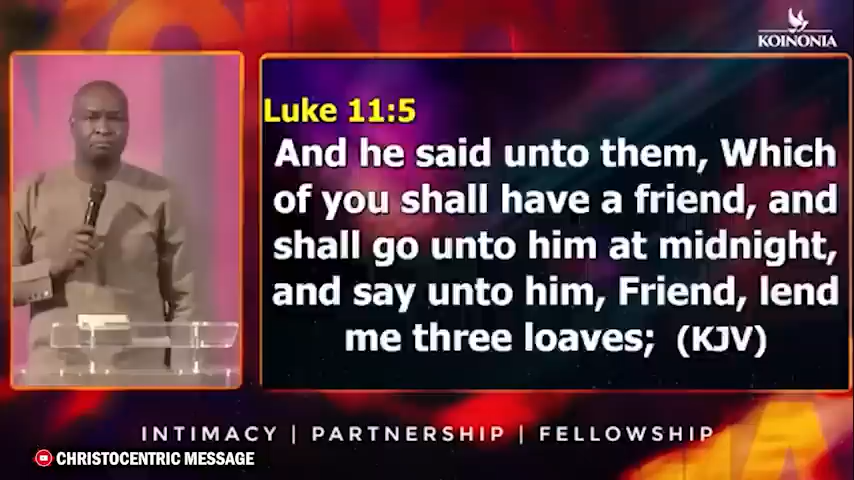 KOINONIA
Luke 11:5
And he said unto them, Which
of you shall have a friend, and
shall go unto him at midnight,
and say unto him, Friend, lend
me three loaves; (KJV)
INTIMACY | PARTNERSHIP | FELLOWSHIP
CHRISTOCENTRIC MESSAGE